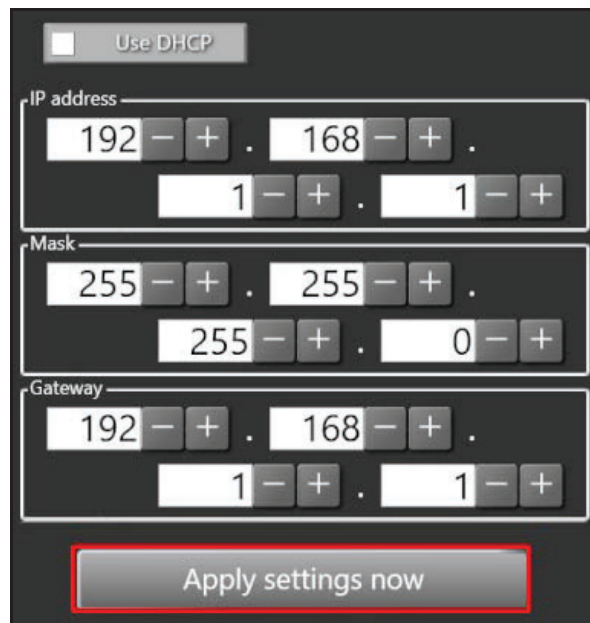 Use DHCP
IP address
192 − + . 168 − + .
1 − + . 1 − +
Mask
255 − + . 255 − + .
255 − + . 0 − +
Gateway
192 − + . 168 − + .
1 − + . 1 − +
Apply settings now